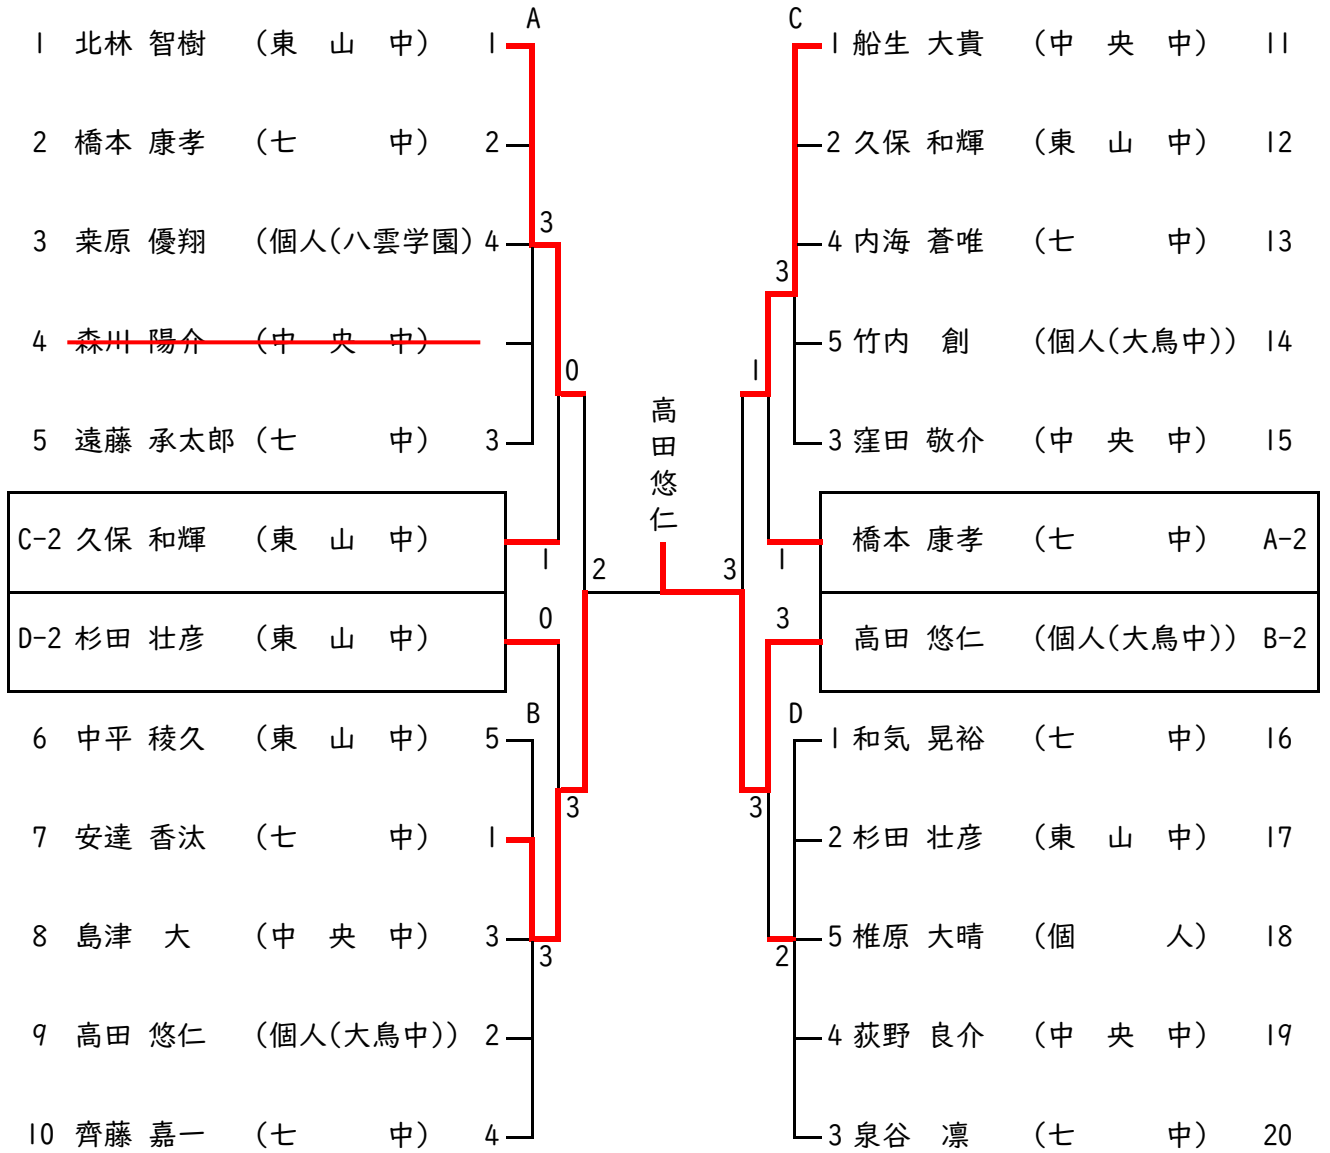 A
1 北林 智樹 (東 山 中) 1
2 橋本 康孝 (七 中) 2
3 桒原 優翔 (個人(八雲学園) 4
3
4 森川 陽介 (中 央 中)
0
5 遠藤 承太郎 (七 中) 3
C-2 久保 和輝 (東 山 中)
1
2
D-2 杉田 壮彦 (東 山 中)
0
B
6 中平 稜久 (東 山 中) 5
3
7 安達 香汰 (七 中) 1
8 島津 大 (中 央 中) 3
3
9 高田 悠仁 (個人(大鳥中)) 2
10 齊藤 嘉一 (七 中) 4
高田悠仁
C
1 船生 大貴 (中 央 中) 11
2 久保 和輝 (東 山 中) 12
4 内海 蒼唯 (七 中) 13
3
5 竹内 創 (個人(大鳥中)) 14
1
3 窪田 敬介 (中 央 中) 15
橋本 康孝 (七 中) A-2
1
3
高田 悠仁 (個人(大鳥中)) B-2
3
D
1 和気 晃裕 (七 中) 16
3
2 杉田 壮彦 (東 山 中) 17
5 椎原 大晴 (個 人) 18
2
4 荻野 良介 (中 央 中) 19
3 泉谷 凛 (七 中) 20